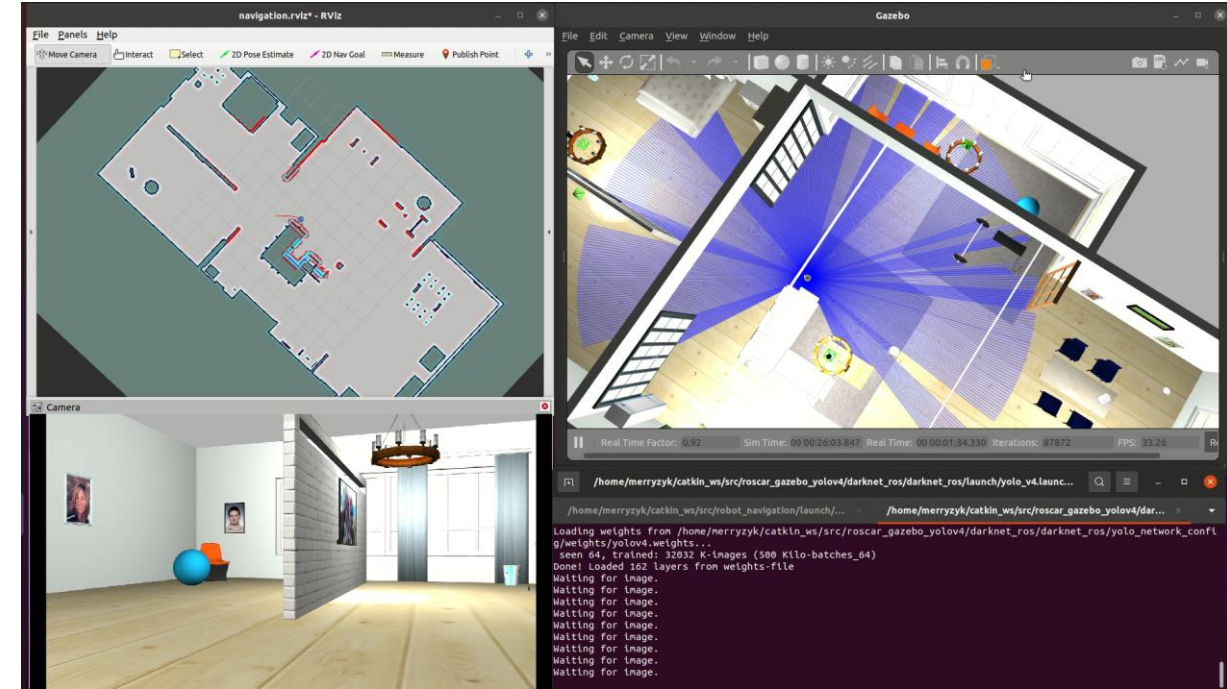 navigation.rviz* - RViz
File Panels Help
Move Camera Interact Select 2D Pose Estimate 2D Nav Goal Measure Publish Point
Camera
Gazebo
File Edit Camera View Window Help
Real Time Factor: 0.92 Sim Time: 00 00:26:03.847 Real Time: 00 00:01:34.330 Iterations: 87872 FPS: 33.26 R
/home/merryzyk/catkin_ws/src/roscar_gazebo_yolov4/darknet_ros/darknet_ros/launch/yolo_v4.launc...
/home/merryzyk/catkin_ws/src/robot_navigation/launch/... /home/merryzyk/catkin_ws/src/roscar_gazebo_yolov4/dar...
Loading weights from /home/merryzyk/catkin_ws/src/roscar_gazebo_yolov4/darknet_ros/darknet_ros/yolo_network_confi
g/weights/yolov4.weights...
seen 64, trained: 32032 K-images (500 Kilo-batches_64)
Done! Loaded 162 layers from weights-file
Waiting for image.
Waiting for image.
Waiting for image.
Waiting for image.
Waiting for image.
Waiting for image.
Waiting for image.
Waiting for image.
Waiting for image.